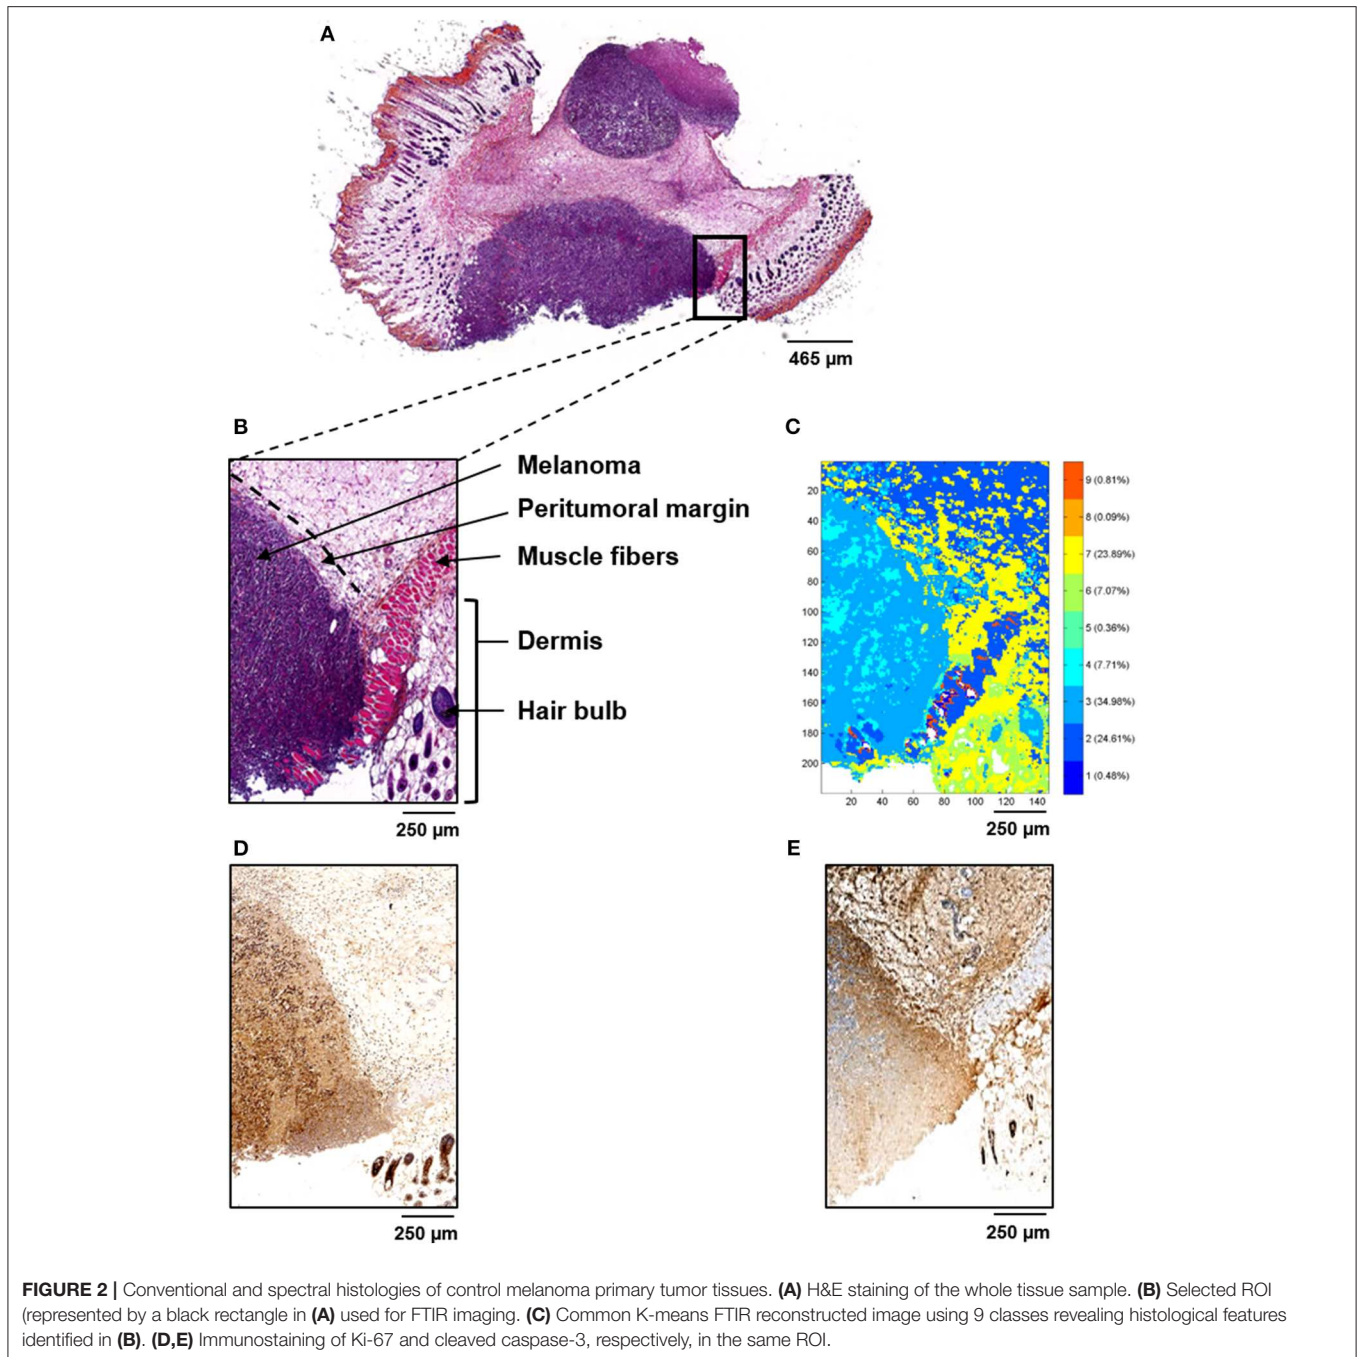 A
465 µm
B
C
Melanoma
Peritumoral margin
Muscle fibers
Dermis
Hair bulb
20
40
60
80
100
120
140
160
180
200
20 40 60 80 100 120 140
9 (0.81%)
8 (0.09%)
7 (23.89%)
6 (7.07%)
5 (0.36%)
4 (7.71%)
3 (34.98%)
2 (24.61%)
1 (0.48%)
250 µm
250 µm
D
E
250 µm
250 µm
FIGURE 2 | Conventional and spectral histologies of control melanoma primary tumor tissues. (A) H&E staining of the whole tissue sample. (B) Selected ROI
(represented by a black rectangle in (A) used for FTIR imaging. (C) Common K-means FTIR reconstructed image using 9 classes revealing histological features
identified in (B). (D,E) Immunostaining of Ki-67 and cleaved caspase-3, respectively, in the same ROI.